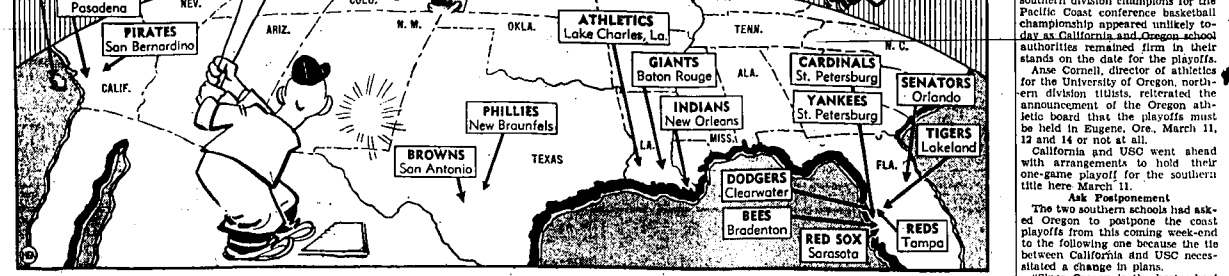 NEV.
COLO.
Pasadena
PIRATES
San Bernardino
ARIZ.
N. M.
OKLA.
ATHLETICS
Lake Charles, La.
TENN.
N. C.
CALIF.
GIANTS
Baton Rouge
ALA.
CARDINALS
St. Petersburg
SENATORS
Orlando
PHILLIES
New Braunfels
INDIANS
New Orleans
YANKEES
St. Petersburg
MISS.
TIGERS
Lakeland
BROWNS
San Antonio
TEXAS
LA.
FLA.
DODGERS
Clearwater
BEES
Bradenton
RED SOX
Sarasota
REDS
Tampa
southern division champions for the
Pacific Coast conference basketball
championship appeared unlikely to-
day as California and Oregon school
authorities remained firm in their
stands on the date for the playoffs.
Anse Cornell, director of athletics
for the University of Oregon, north-
ern division titlists, reiterated the
announcement of the Oregon ath-
letic board that the playoffs must
be held in Eugene, Ore., March 11,
12 and 14 or not at all.
California and USC went ahead
with arrangements to hold their
one-game playoff for the southern
title here March 11.
Ask Postponement
The two southern schools had ask-
ed Oregon to postpone the coast
playoffs from this coming week-end
to the following one because the tie
between California and USC neces-
sitated a change in plans.